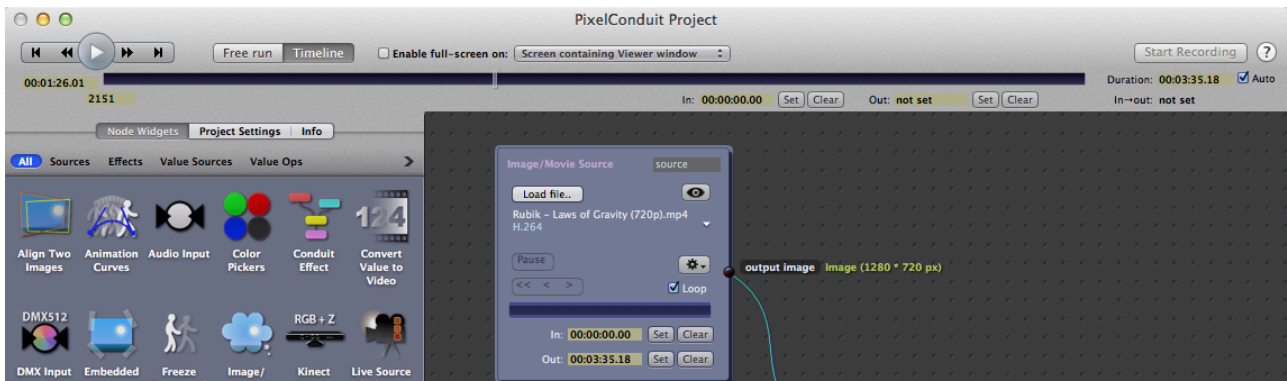 PixelConduit Project
Free run Timeline Enable full-screen on: Screen containing Viewer window Start Recording ?
00:01:26.01 Duration: 00:03:35.18 Auto
2151 In: 00:00:00.00 Set Clear Out: not set Set Clear In→out: not set
Node Widgets Project Settings Info
All Sources Effects Value Sources Value Ops
Image/Movie Source source
Load file..
Rubik - Laws of Gravity (720p).mp4
H.264
124
Align Two Images
Animation Curves
Audio Input
Color Pickers
Conduit Effect
Convert Value to Video
Pause
<< < >
Loop
output image Image (1280 * 720 px)
In: 00:00:00.00 Set Clear
Out: 00:03:35.18 Set Clear
DMX512
RGB + Z
DMX Input Embedded Freeze Image/ Kinect Live Source